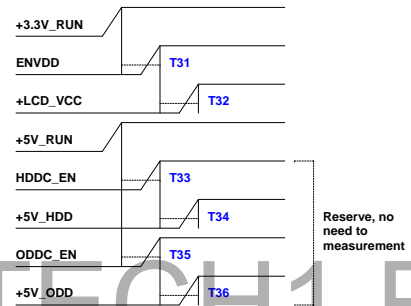 +3.3V_RUN
ENVDD
T31
+LCD_VCC
T32
+5V_RUN
HDDC_EN
T33
+5V_HDD
T34
Reserve, no
need to
measurement
ODDC_EN
T35
+5V_ODD
T36
TECH1